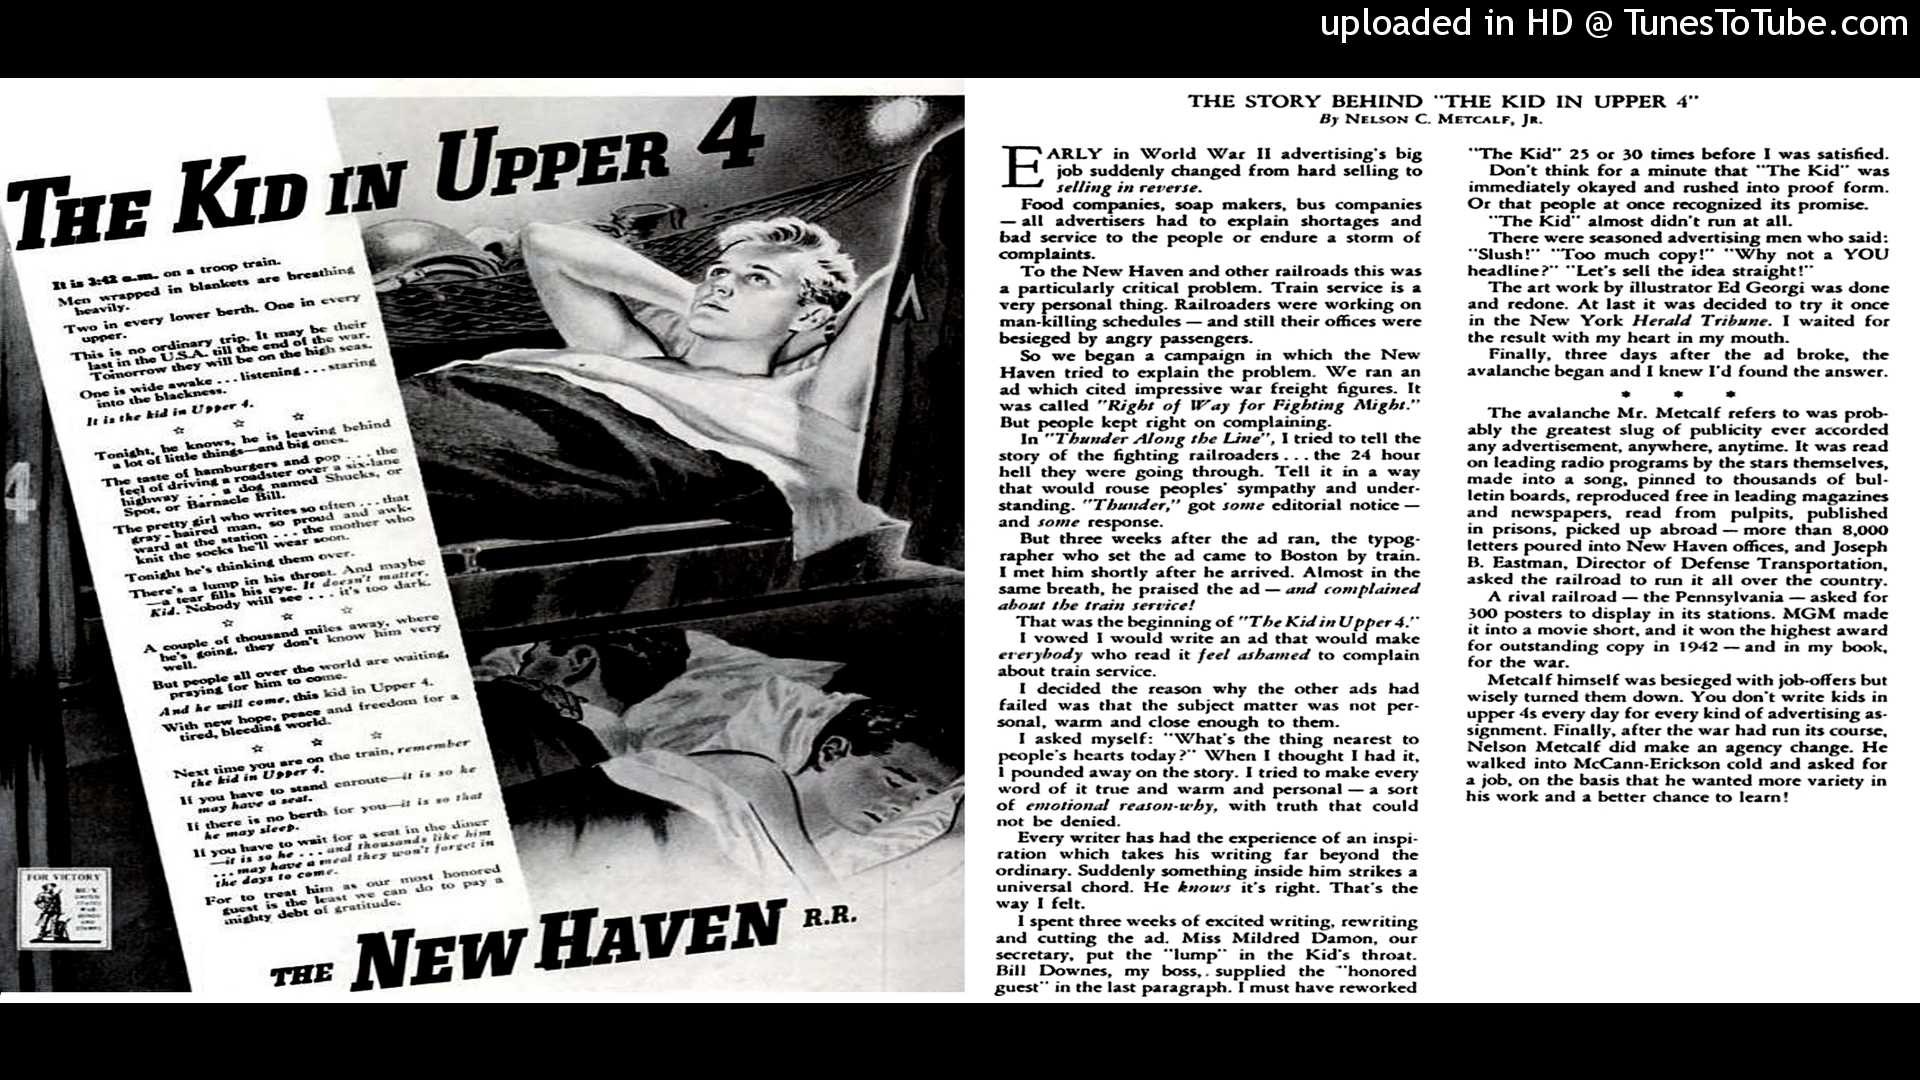 uploaded in HD @ TunesToTube.com
THE KID IN UPPER 4
It is 3:42 a.m. on a troop train.
Men wrapped in blankets are breathing
heavily.
Two in every lower berth. One in every
upper.
This is no ordinary trip. It may be their
last in the U.S.A. till the end of the war.
Tomorrow they will be on the high seas.
One is wide awake . . . listening . . . staring
into the blackness.
It is the kid in Upper 4.
Tonight, he knows, he is leaving behind
a lot of little things—and big ones.
The taste of hamburgers and pop . . . the
feel of driving a roadster over a six-lane
highway . . . a dog named Shucks, or
Spot, or Barnacle Bill.
The pretty girl who writes so often . . . that
gray-haired man, so proud and awk-
ward at the station . . . the mother who
knit the socks he'll wear soon.
Tonight he's thinking them over.
There's a lump in his throat. And maybe
—a tear fills his eye. It doesn't matter,
Kid. Nobody will see . . . it's too dark.
A couple of thousand miles away, where
he's going, they don't know him very
well.
But people all over the world are waiting,
praying for him to come.
And he will come, this kid in Upper 4.
With new hope, peace and freedom for a
tired, bleeding world.
Next time you are on the train, remember
the kid in Upper 4.
If you have to stand enroute—it is so he
may have a seat.
If there is no berth for you—it is so that
he may sleep.
If you have to wait for a seat in the diner
—it is so he . . . and thousands like him
. . . may have a meal they won't forget in
the days to come.
For to treat him as our most honored
guest is the least we can do to pay a
mighty debt of gratitude.
4
FOR VICTORY
BUY
UNITED
STATES
WAR
BONDS
AND
STAMPS
THE NEW HAVEN R.R.
THE STORY BEHIND "THE KID IN UPPER 4"
By NELSON C. METCALF, JR.
EARLY in World War II advertising's big
job suddenly changed from hard selling to
selling in reverse.
Food companies, soap makers, bus companies
— all advertisers had to explain shortages and
bad service to the people or endure a storm of
complaints.
To the New Haven and other railroads this was
a particularly critical problem. Train service is a
very personal thing. Railroaders were working on
man-killing schedules — and still their offices were
besieged by angry passengers.
So we began a campaign in which the New
Haven tried to explain the problem. We ran an
ad which cited impressive war freight figures. It
was called "Right of Way for Fighting Might."
But people kept right on complaining.
In "Thunder Along the Line", I tried to tell the
story of the fighting railroaders . . . the 24 hour
hell they were going through. Tell it in a way
that would rouse peoples' sympathy and under-
standing. "Thunder," got some editorial notice —
and some response.
But three weeks after the ad ran, the typog-
rapher who set the ad came to Boston by train.
I met him shortly after he arrived. Almost in the
same breath, he praised the ad — and complained
about the train service!
That was the beginning of "The Kid in Upper 4."
I vowed I would write an ad that would make
everybody who read it feel ashamed to complain
about train service.
I decided the reason why the other ads had
failed was that the subject matter was not per-
sonal, warm and close enough to them.
I asked myself: "What's the thing nearest to
people's hearts today?" When I thought I had it,
I pounded away on the story. I tried to make every
word of it true and warm and personal — a sort
of emotional reason-why, with truth that could
not be denied.
Every writer has had the experience of an inspi-
ration which takes his writing far beyond the
ordinary. Suddenly something inside him strikes a
universal chord. He knows it's right. That's the
way I felt.
I spent three weeks of excited writing, rewriting
and cutting the ad. Miss Mildred Damon, our
secretary, put the "lump" in the Kid's throat.
Bill Downes, my boss, supplied the "honored
guest" in the last paragraph. I must have reworked
"The Kid" 25 or 30 times before I was satisfied.
Don't think for a minute that "The Kid" was
immediately okayed and rushed into proof form.
Or that people at once recognized its promise.
"The Kid" almost didn't run at all.
There were seasoned advertising men who said:
"Slush!" "Too much copy!" "Why not a YOU
headline?" "Let's sell the idea straight!"
The art work by illustrator Ed Georgi was done
and redone. At last it was decided to try it once
in the New York Herald Tribune. I waited for
the result with my heart in my mouth.
Finally, three days after the ad broke, the
avalanche began and I knew I'd found the answer.
* * *
The avalanche Mr. Metcalf refers to was prob-
ably the greatest slug of publicity ever accorded
any advertisement, anywhere, anytime. It was read
on leading radio programs by the stars themselves,
made into a song, pinned to thousands of bul-
letin boards, reproduced free in leading magazines
and newspapers, read from pulpits, published
in prisons, picked up abroad — more than 8,000
letters poured into New Haven offices, and Joseph
B. Eastman, Director of Defense Transportation,
asked the railroad to run it all over the country.
A rival railroad — the Pennsylvania — asked for
300 posters to display in its stations. MGM made
it into a movie short, and it won the highest award
for outstanding copy in 1942 — and in my book,
for the war.
Metcalf himself was besieged with job-offers but
wisely turned them down. You don't write kids in
upper 4s every day for every kind of advertising as-
signment. Finally, after the war had run its course,
Nelson Metcalf did make an agency change. He
walked into McCann-Erickson cold and asked for
a job, on the basis that he wanted more variety in
his work and a better chance to learn!